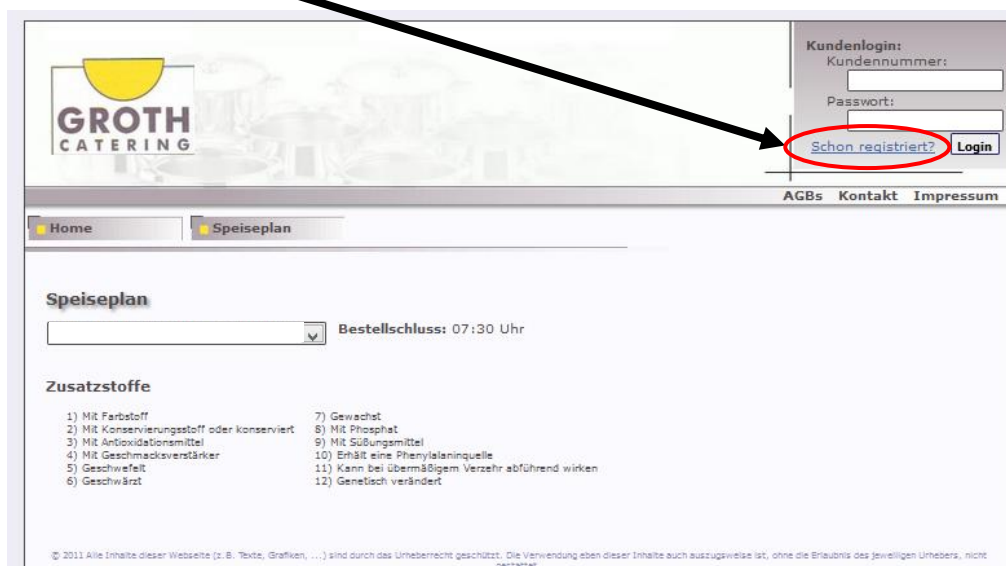 Kundenlogin:
Kundennummer:
Passwort:
Schon registriert? Login
GROTH
CATERING
AGBs Kontakt Impressum
Home Speiseplan
Speiseplan
Bestellschluss: 07:30 Uhr
Zusatzstoffe
1) Mit Farbstoff
2) Mit Konservierungsstoff oder konserviert
3) Mit Antioxidationsmittel
4) Mit Geschmacksverstärker
5) Geschwefelt
6) Geschwärzt
7) Gewachst
8) Mit Phosphat
9) Mit Süßungsmittel
10) Erhält eine Phenylalaninquelle
11) Kann bei übermäßigem Verzehr abführend wirken
12) Genetisch verändert
© 2011 Alle Inhalte dieser Webseite (z.B. Texte, Grafiken, ...) sind durch das Urheberrecht geschützt. Die Verwendung eben dieser Inhalte auch auszugsweise ist, ohne die Erlaubnis des jeweiligen Urhebers, nicht
gestattet